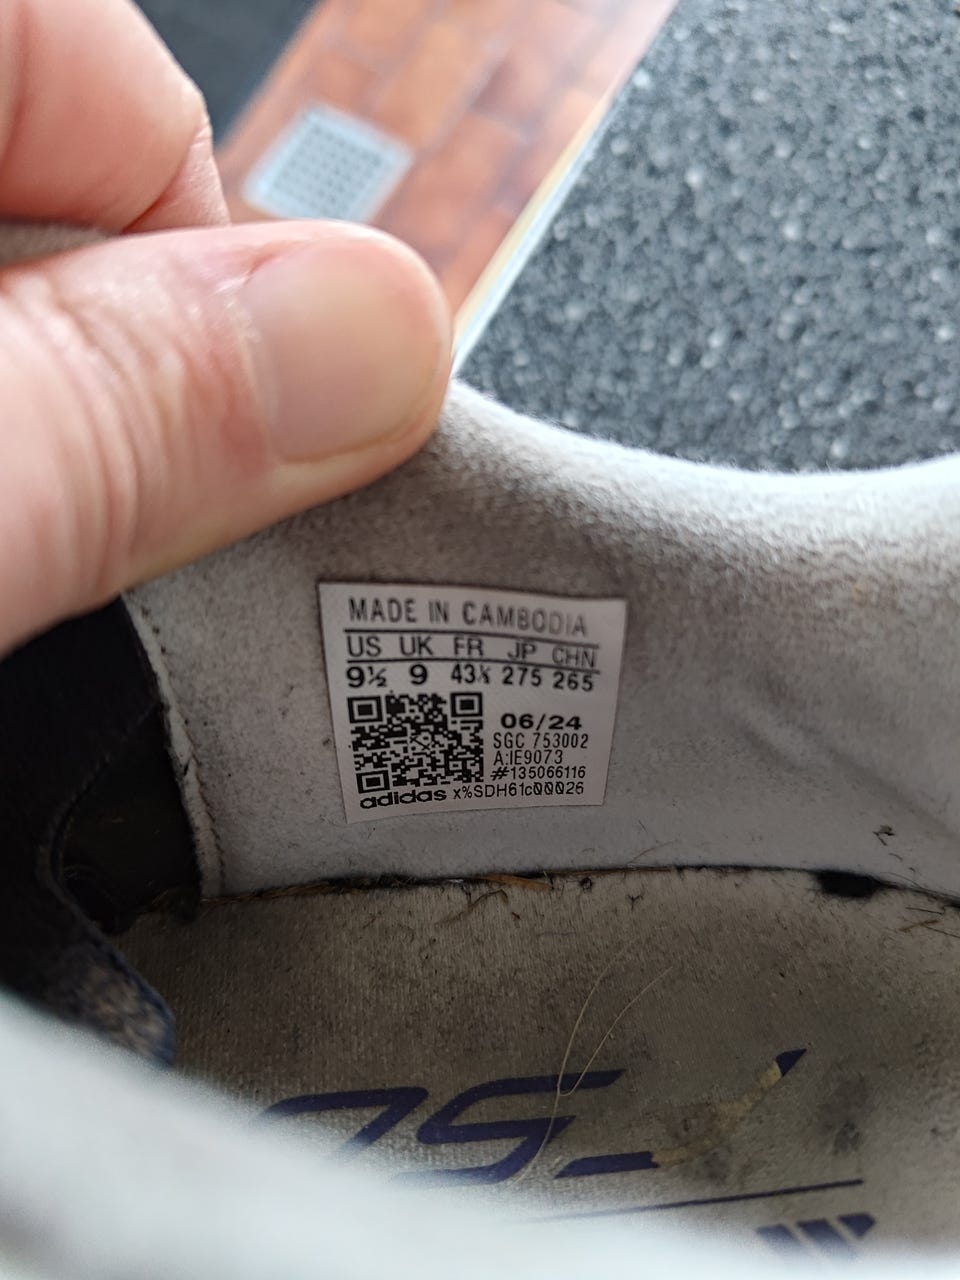 MADE IN CAMBODIA
US UK FR JP CHN
9½ 9 43⅓ 275 265
06/24
SGC 753002
A:IE9073
#135066116
adidas x%SDH61c00026